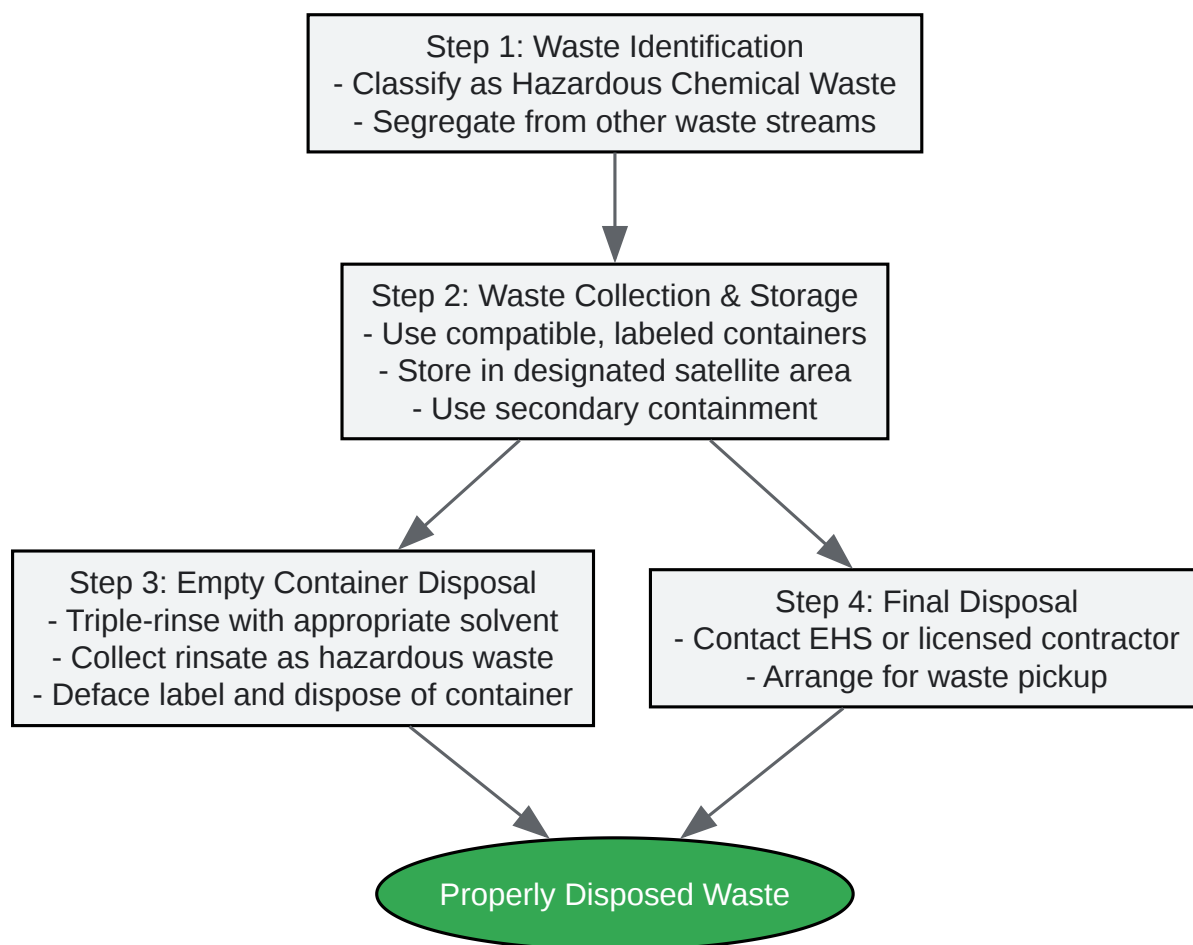 Step 1: Waste Identification
- Classify as Hazardous Chemical Waste
- Segregate from other waste streams
Step 2: Waste Collection & Storage
- Use compatible, labeled containers
- Store in designated satellite area
- Use secondary containment
Step 3: Empty Container Disposal
- Triple-rinse with appropriate solvent
- Collect rinsate as hazardous waste
- Deface label and dispose of container
Step 4: Final Disposal
- Contact EHS or licensed contractor
- Arrange for waste pickup
Properly Disposed Waste